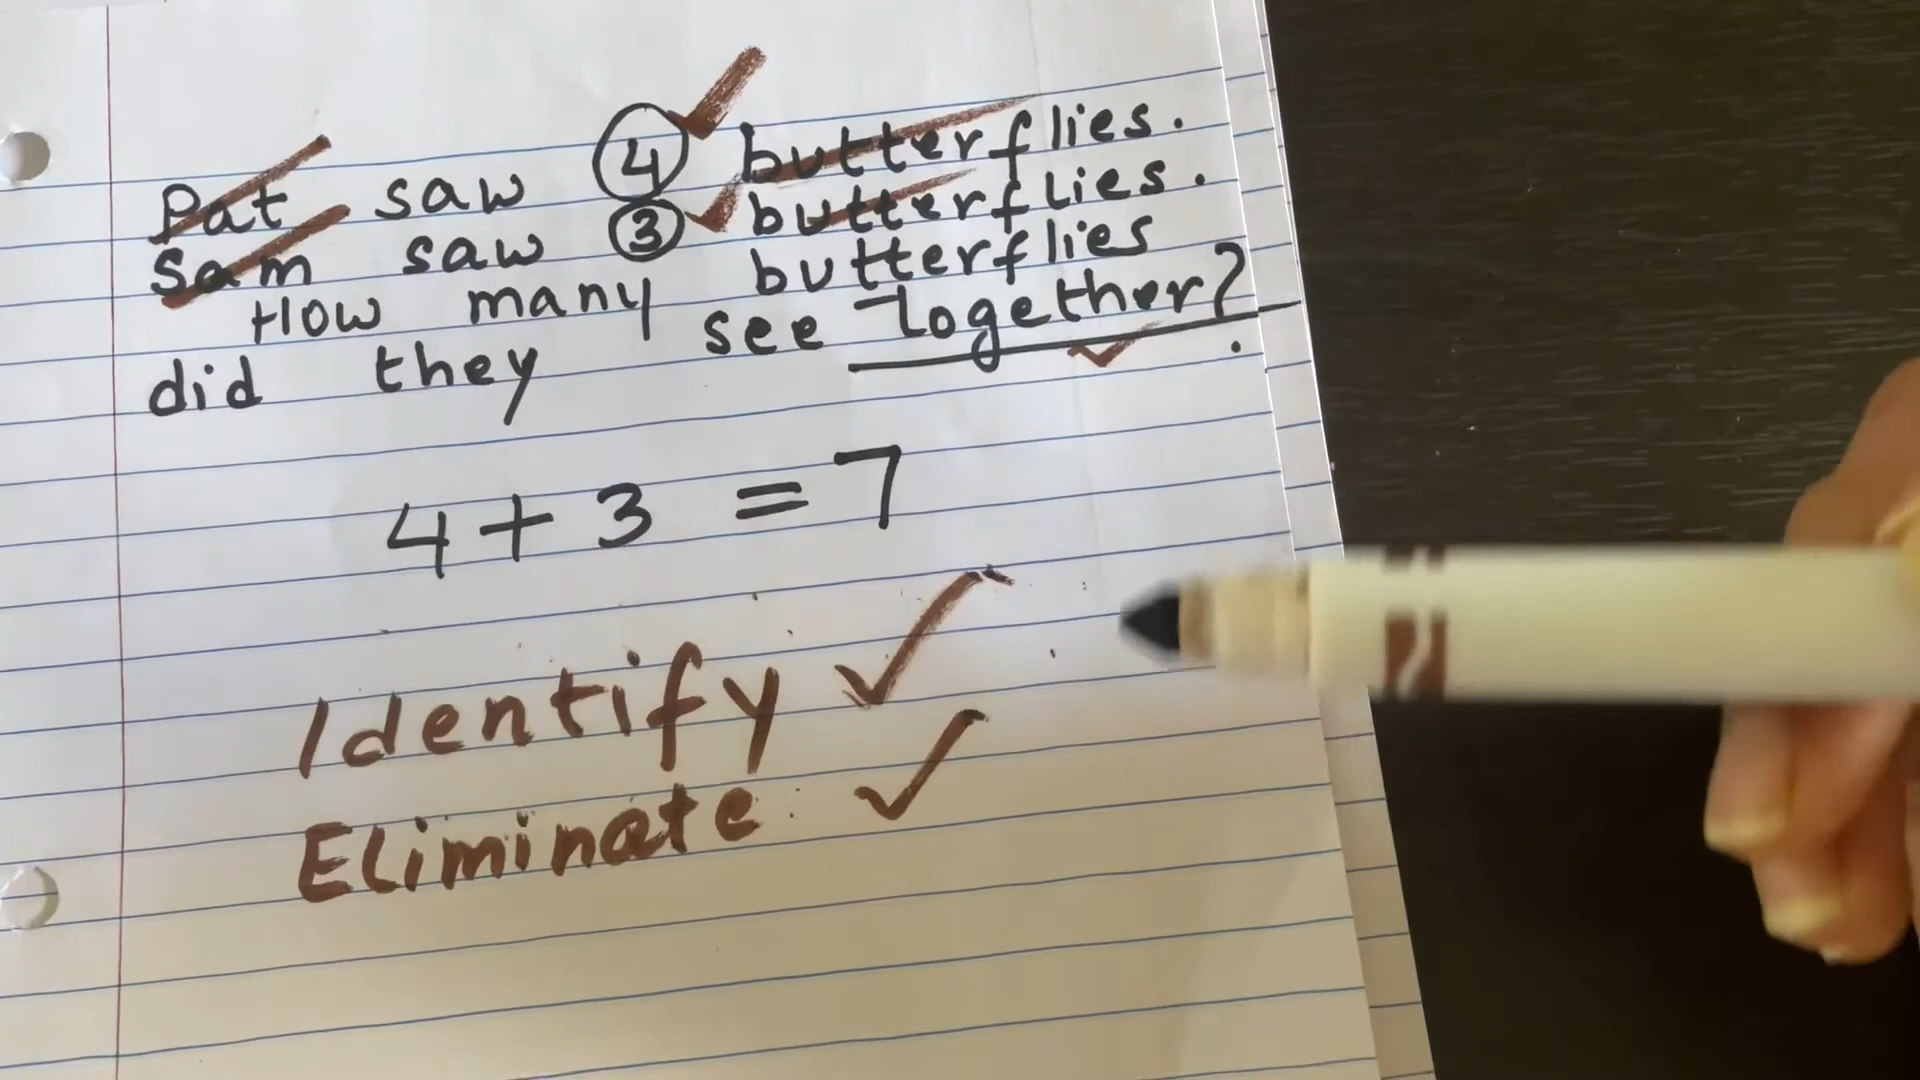 Pat saw 4 butterflies.
Sam saw 3 butterflies.
How many butterflies
did they see Together?
4 + 3 = 7
Identify
Eliminate